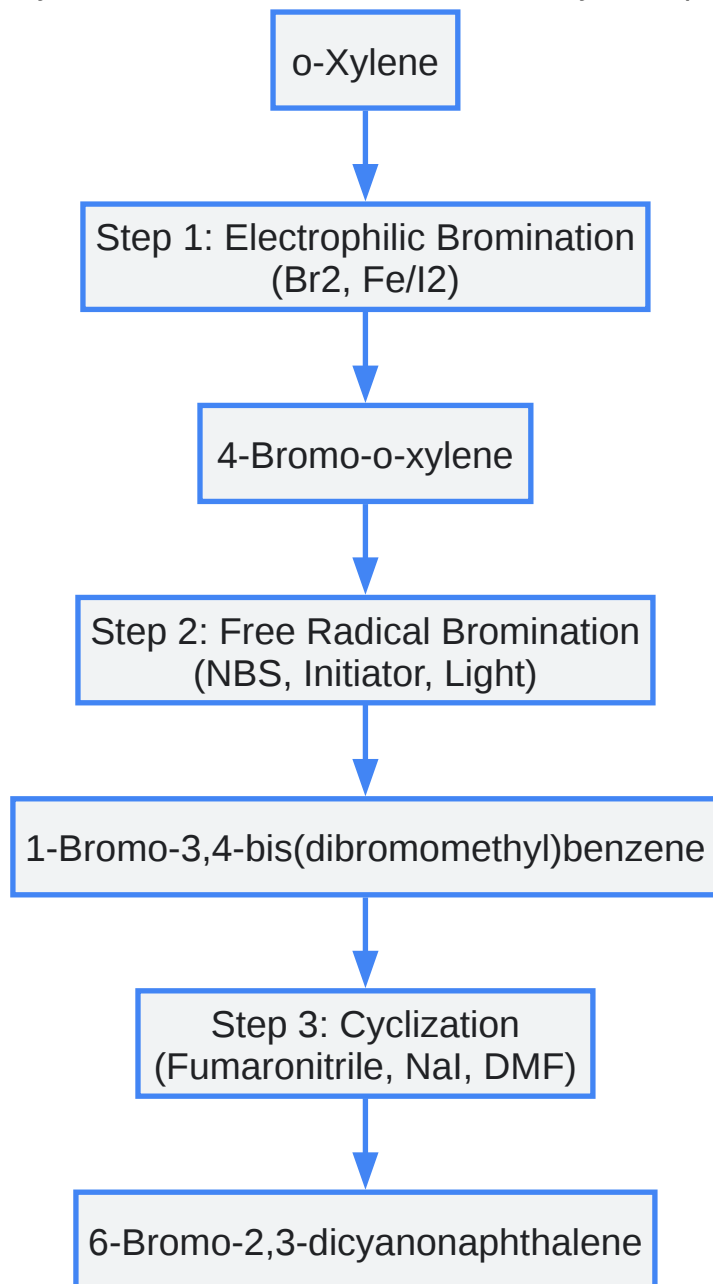 o-Xylene
Step 1: Electrophilic Bromination
(Br2, Fe/I2)
4-Bromo-o-xylene
Step 2: Free Radical Bromination
(NBS, Initiator, Light)
1-Bromo-3,4-bis(dibromomethyl)benzene
Step 3: Cyclization
(Fumaronitrile, NaI, DMF)
6-Bromo-2,3-dicyanonaphthalene